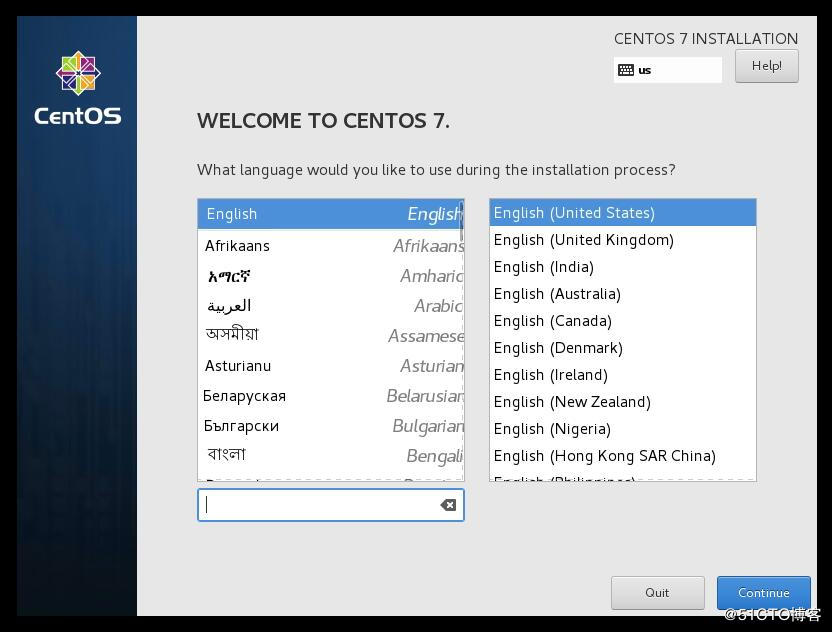 CentOS
CENTOS 7 INSTALLATION
us
Help!
WELCOME TO CENTOS 7.
What language would you like to use during the installation process?
English English
Afrikaans Afrikaans
አማርኛ Amharic
العربية Arabic
অসমীয়া Assamese
Asturianu Asturian
Беларуская Belarusian
Български Bulgarian
বাংলা Bengali
English (United States)
English (United Kingdom)
English (India)
English (Australia)
English (Canada)
English (Denmark)
English (Ireland)
English (New Zealand)
English (Nigeria)
English (Hong Kong SAR China)
English (Philippines)
Quit
Continue
@51CTO博客